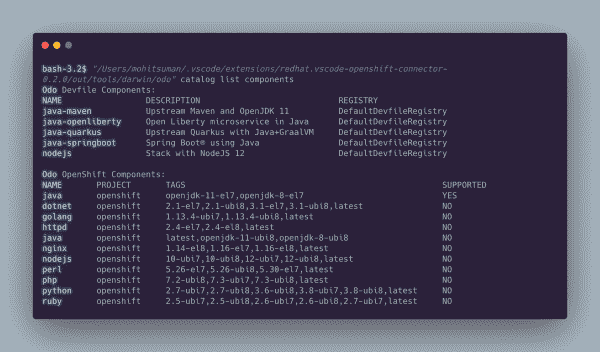 bash-3.2$ "/Users/mohitsuman/.vscode/extensions/redhat.vscode-openshift-connector-
0.2.0/out/tools/darwin/odo" catalog list components
Odo Devfile Components:
NAME DESCRIPTION REGISTRY
java-maven Upstream Maven and OpenJDK 11 DefaultDevfileRegistry
java-openliberty Open Liberty microservice in Java DefaultDevfileRegistry
java-quarkus Upstream Quarkus with Java+GraalVM DefaultDevfileRegistry
java-springboot Spring Boot® using Java DefaultDevfileRegistry
nodejs Stack with NodeJS 12 DefaultDevfileRegistry
Odo OpenShift Components:
NAME PROJECT TAGS SUPPORTED
java openshift openjdk-11-el7,openjdk-8-el7 YES
dotnet openshift 2.1-el7,2.1-ubi8,3.1-el7,3.1-ubi8,latest NO
golang openshift 1.13.4-ubi7,1.13.4-ubi8,latest NO
httpd openshift 2.4-el7,2.4-el8,latest NO
java openshift latest,openjdk-11-ubi8,openjdk-8-ubi8 NO
nginx openshift 1.14-el8,1.16-el7,1.16-el8,latest NO
nodejs openshift 10-ubi7,10-ubi8,12-ubi7,12-ubi8,latest NO
perl openshift 5.26-el7,5.26-ubi8,5.30-el7,latest NO
php openshift 7.2-ubi8,7.3-ubi7,7.3-ubi8,latest NO
python openshift 2.7-ubi7,2.7-ubi8,3.6-ubi8,3.8-ubi7,3.8-ubi8,latest NO
ruby openshift 2.5-ubi7,2.5-ubi8,2.6-ubi7,2.6-ubi8,2.7-ubi7,latest NO